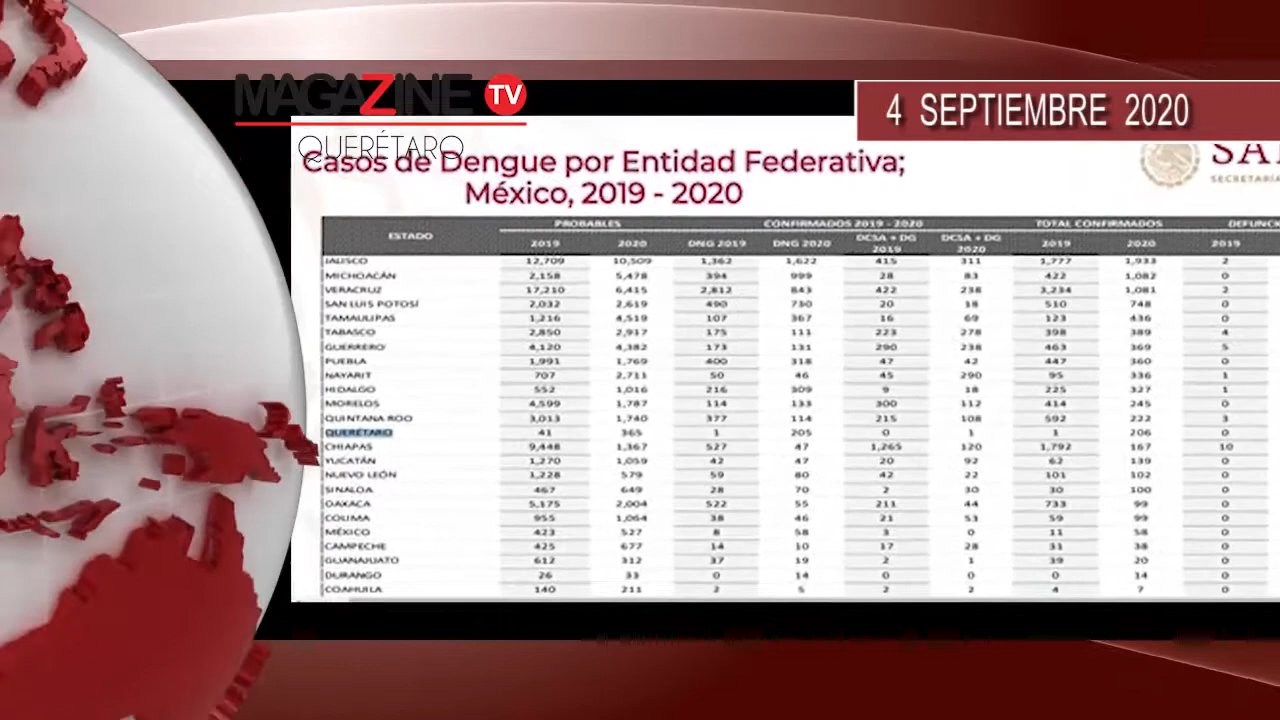 MAGAZINE TV
QUERÉTARO
4 SEPTIEMBRE 2020
Casos de Dengue por Entidad Federativa;
México, 2019 - 2020
ESTADO PROBABLES CONFIRMADOS 2019 - 2020 TOTAL CONFIRMADOS
2019 2020 DNG 2019 DNG 2020 DCSA + DG 2019 DCSA + DG 2020 2019 2020 2019
JALISCO 12,709 10,509 1,362 1,622 415 311 1,777 1,933 2
MICHOACÁN 2,158 5,478 394 999 28 83 422 1,082 0
VERACRUZ 17,210 6,415 2,812 843 422 238 3,234 1,081 2
SAN LUIS POTOSÍ 2,032 2,619 490 730 20 18 510 748 0
TAMAULIPAS 1,216 4,519 107 367 16 69 123 436 0
TABASCO 2,850 2,917 175 111 223 278 398 389 4
GUERRERO 4,120 4,382 173 131 290 238 463 369 5
PUEBLA 1,991 1,769 400 318 47 42 447 360 0
NAYARIT 707 2,711 50 46 45 290 95 336 1
HIDALGO 552 1,016 216 309 9 18 225 327 1
MORELOS 4,599 1,787 114 133 300 112 414 245 0
QUINTANA ROO 3,013 1,740 377 114 215 108 592 222 3
QUERÉTARO 41 365 1 205 0 1 1 206 0
CHIAPAS 9,448 1,367 527 47 1,265 120 1,792 167 10
YUCATÁN 1,270 1,059 42 47 20 92 62 139 0
NUEVO LEÓN 1,228 579 59 80 42 22 101 102 0
SINALOA 467 649 28 70 2 30 30 100 0
OAXACA 5,175 2,004 522 55 211 44 733 99 0
COLIMA 955 1,064 38 46 21 53 59 99 0
MÉXICO 423 527 8 58 3 0 11 58 0
CAMPECHE 425 677 14 10 17 28 31 38 0
GUANAJUATO 612 312 37 19 2 1 39 20 0
DURANGO 26 33 0 14 0 0 0 14 0
COAHUILA 140 211 2 5 2 2 4 7 0